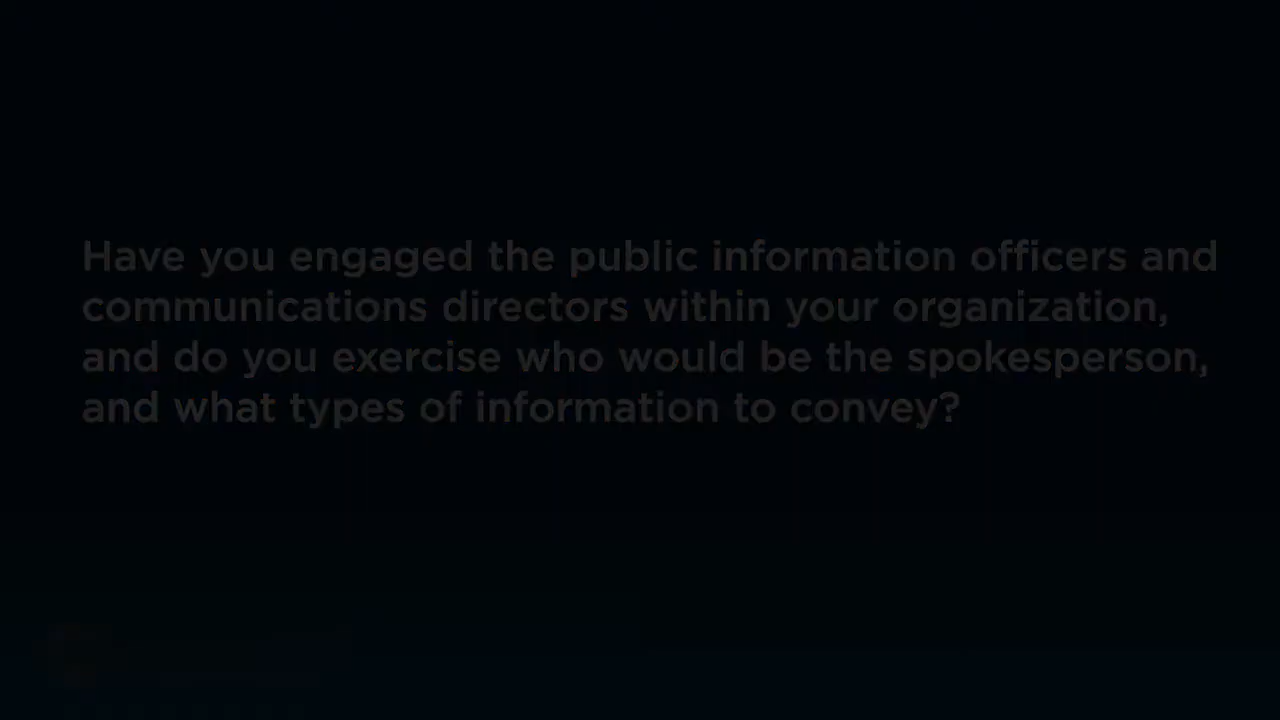 Have you engaged the public information officers and
communications directors within your organization,
and do you exercise who would be the spokesperson,
and what types of information to convey?